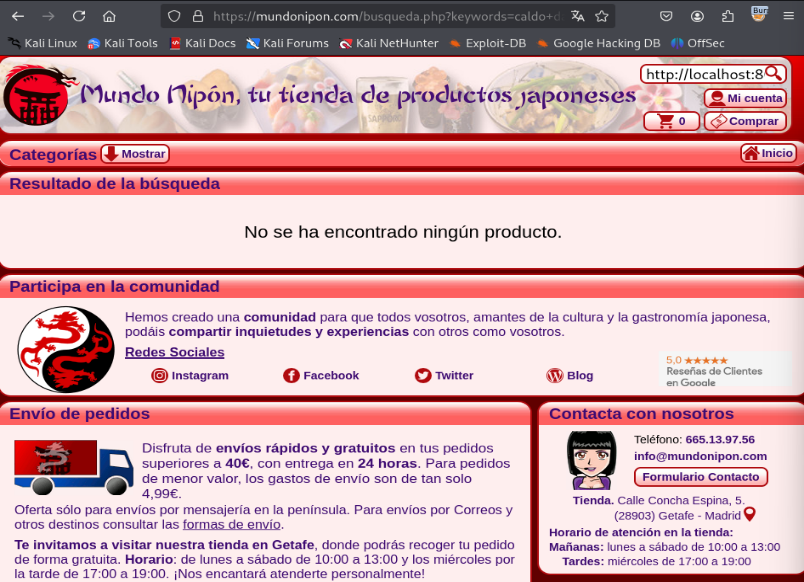 https://mundonipon.com/busqueda.php?keywords=caldo+d
Burp
Kali Linux Kali Tools Kali Docs Kali Forums Kali NetHunter Exploit-DB Google Hacking DB OffSec
Mundo Nipón, tu tienda de productos japoneses
http://localhost:8
Mi cuenta
0 Comprar
SAPPORO
Categorías Mostrar Inicio
Resultado de la búsqueda
No se ha encontrado ningún producto.
Participa en la comunidad
Hemos creado una comunidad para que todos vosotros, amantes de la cultura y la gastronomía japonesa,
podáis compartir inquietudes y experiencias con otros como vosotros.
Redes Sociales
Instagram Facebook Twitter Blog
5,0 ★★★★★
Reseñas de Clientes
en Google
Envío de pedidos
Disfruta de envíos rápidos y gratuitos en tus pedidos
superiores a 40€, con entrega en 24 horas. Para pedidos
de menor valor, los gastos de envío son de tan solo
4,99€.
Oferta sólo para envíos por mensajería en la península. Para envíos por Correos y
otros destinos consultar las formas de envío.
Te invitamos a visitar nuestra tienda en Getafe, donde podrás recoger tu pedido
de forma gratuita. Horario: de lunes a sábado de 10:00 a 13:00 y los miércoles por
la tarde de 17:00 a 19:00. ¡Nos encantará atenderte personalmente!
Contacta con nosotros
Teléfono: 665.13.97.56
info@mundonipon.com
Formulario Contacto
Tienda. Calle Concha Espina, 5.
(28903) Getafe - Madrid
Horario de atención en la tienda:
Mañanas: lunes a sábado de 10:00 a 13:00
Tardes: miércoles de 17:00 a 19:00